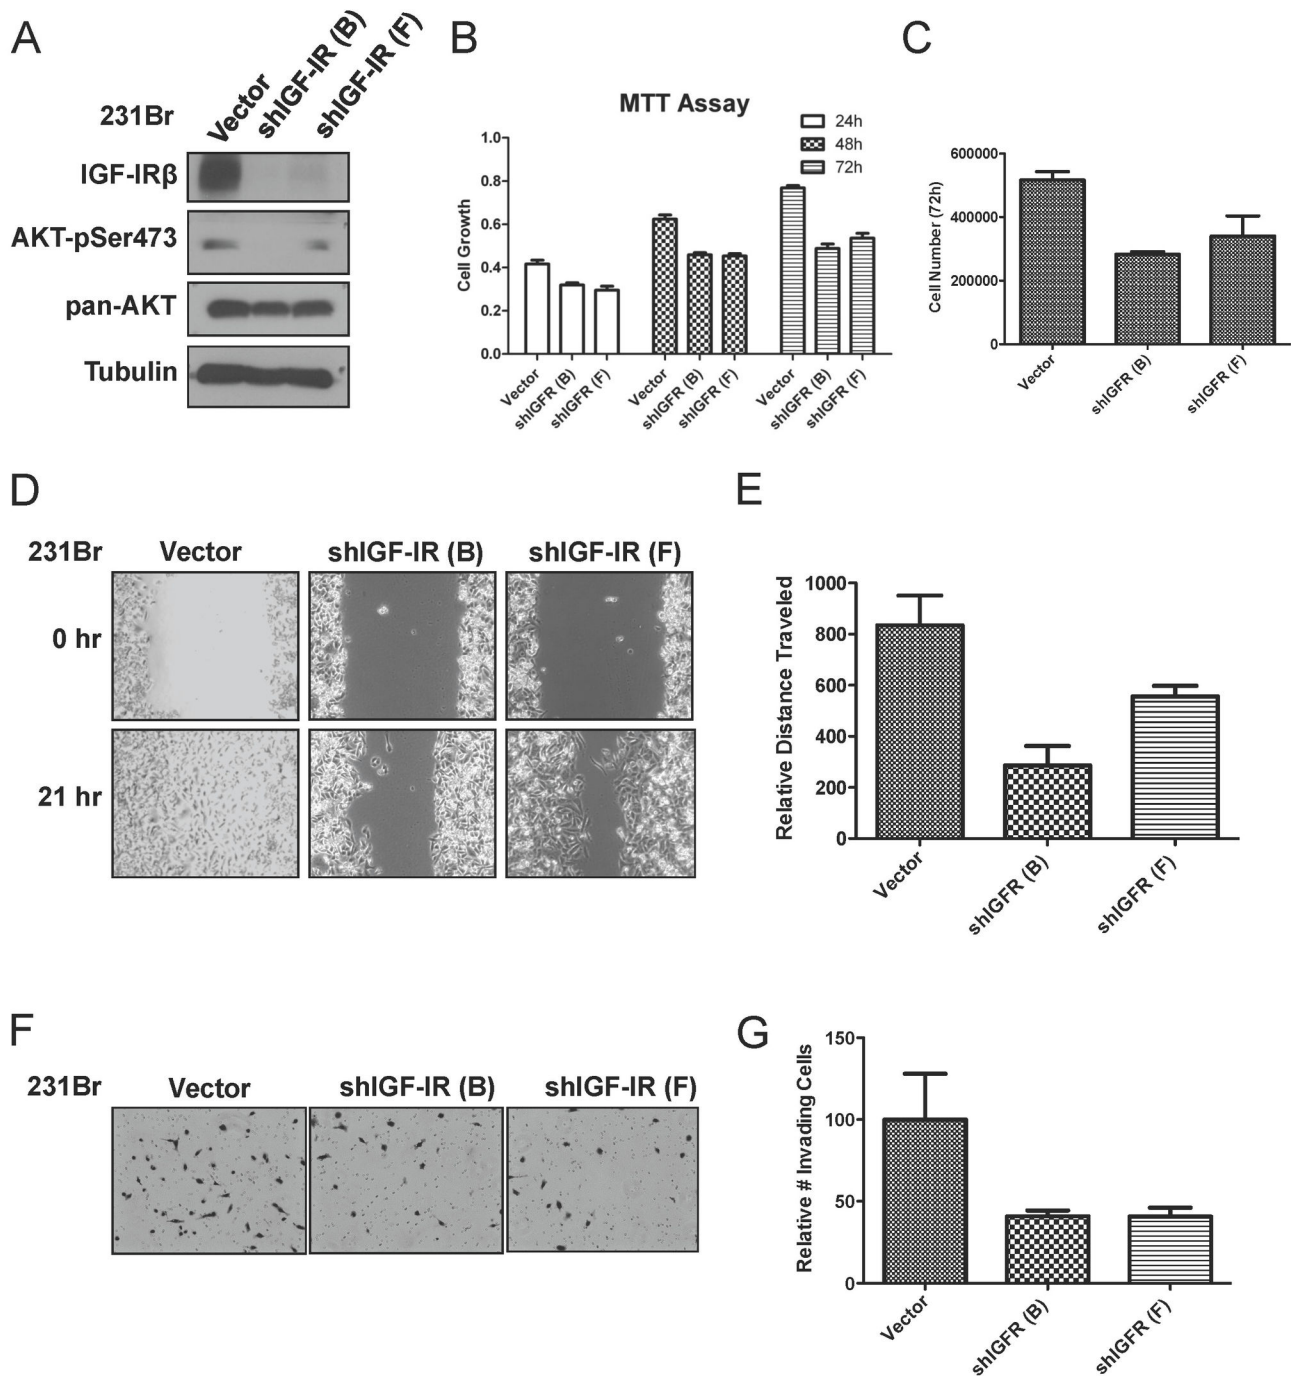 A
231Br
Vector
shIGF-IR (B)
shIGF-IR (F)
IGF-IRβ
AKT-pSer473
pan-AKT
Tubulin
B
MTT Assay
24h
48h
72h
Cell Growth
1.0
0.8
0.6
0.4
0.2
0.0
Vector
shIGFR (B)
shIGFR (F)
Vector
shIGFR (B)
shIGFR (F)
Vector
shIGFR (B)
shIGFR (F)
C
Cell Number (72h)
600000
400000
200000
0
Vector
shIGFR (B)
shIGFR (F)
D
231Br Vector shIGF-IR (B) shIGF-IR (F)
0 hr
21 hr
E
Relative Distance Traveled
1000
800
600
400
200
0
Vector
shIGFR (B)
shIGFR (F)
F
231Br Vector shIGF-IR (B) shIGF-IR (F)
G
Relative # Invading Cells
150
100
50
0
Vector
shIGFR (B)
shIGFR (F)